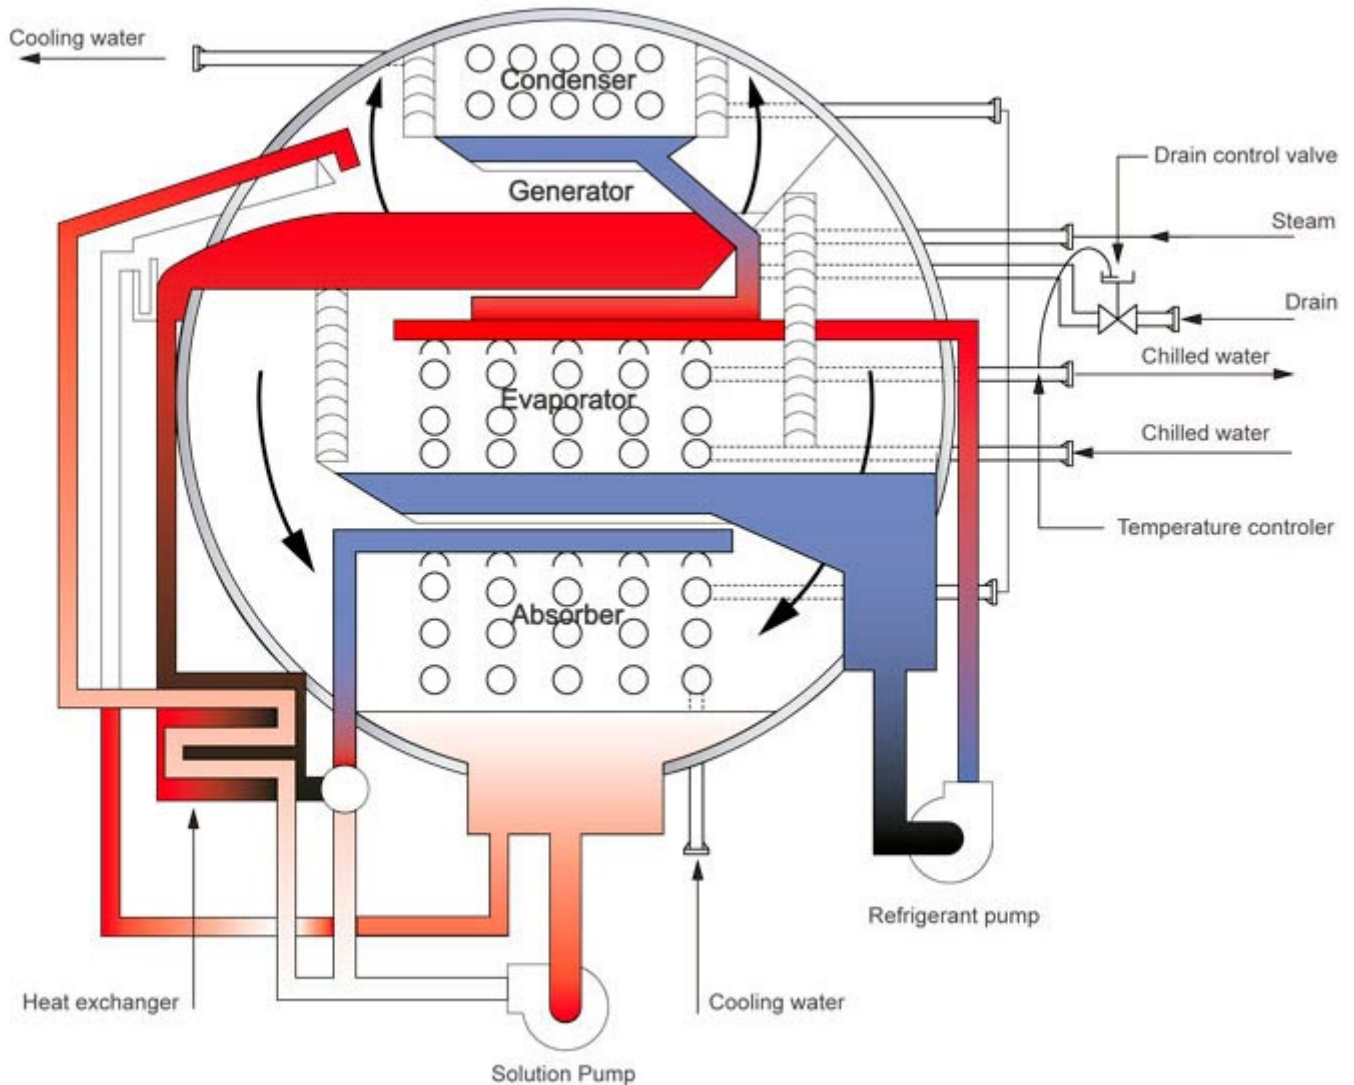 Cooling water
Condenser
Drain control valve
Generator
Steam
Drain
Chilled water
Evaporator
Chilled water
Temperature controler
Absorber
Refrigerant pump
Heat exchanger
Cooling water
Solution Pump